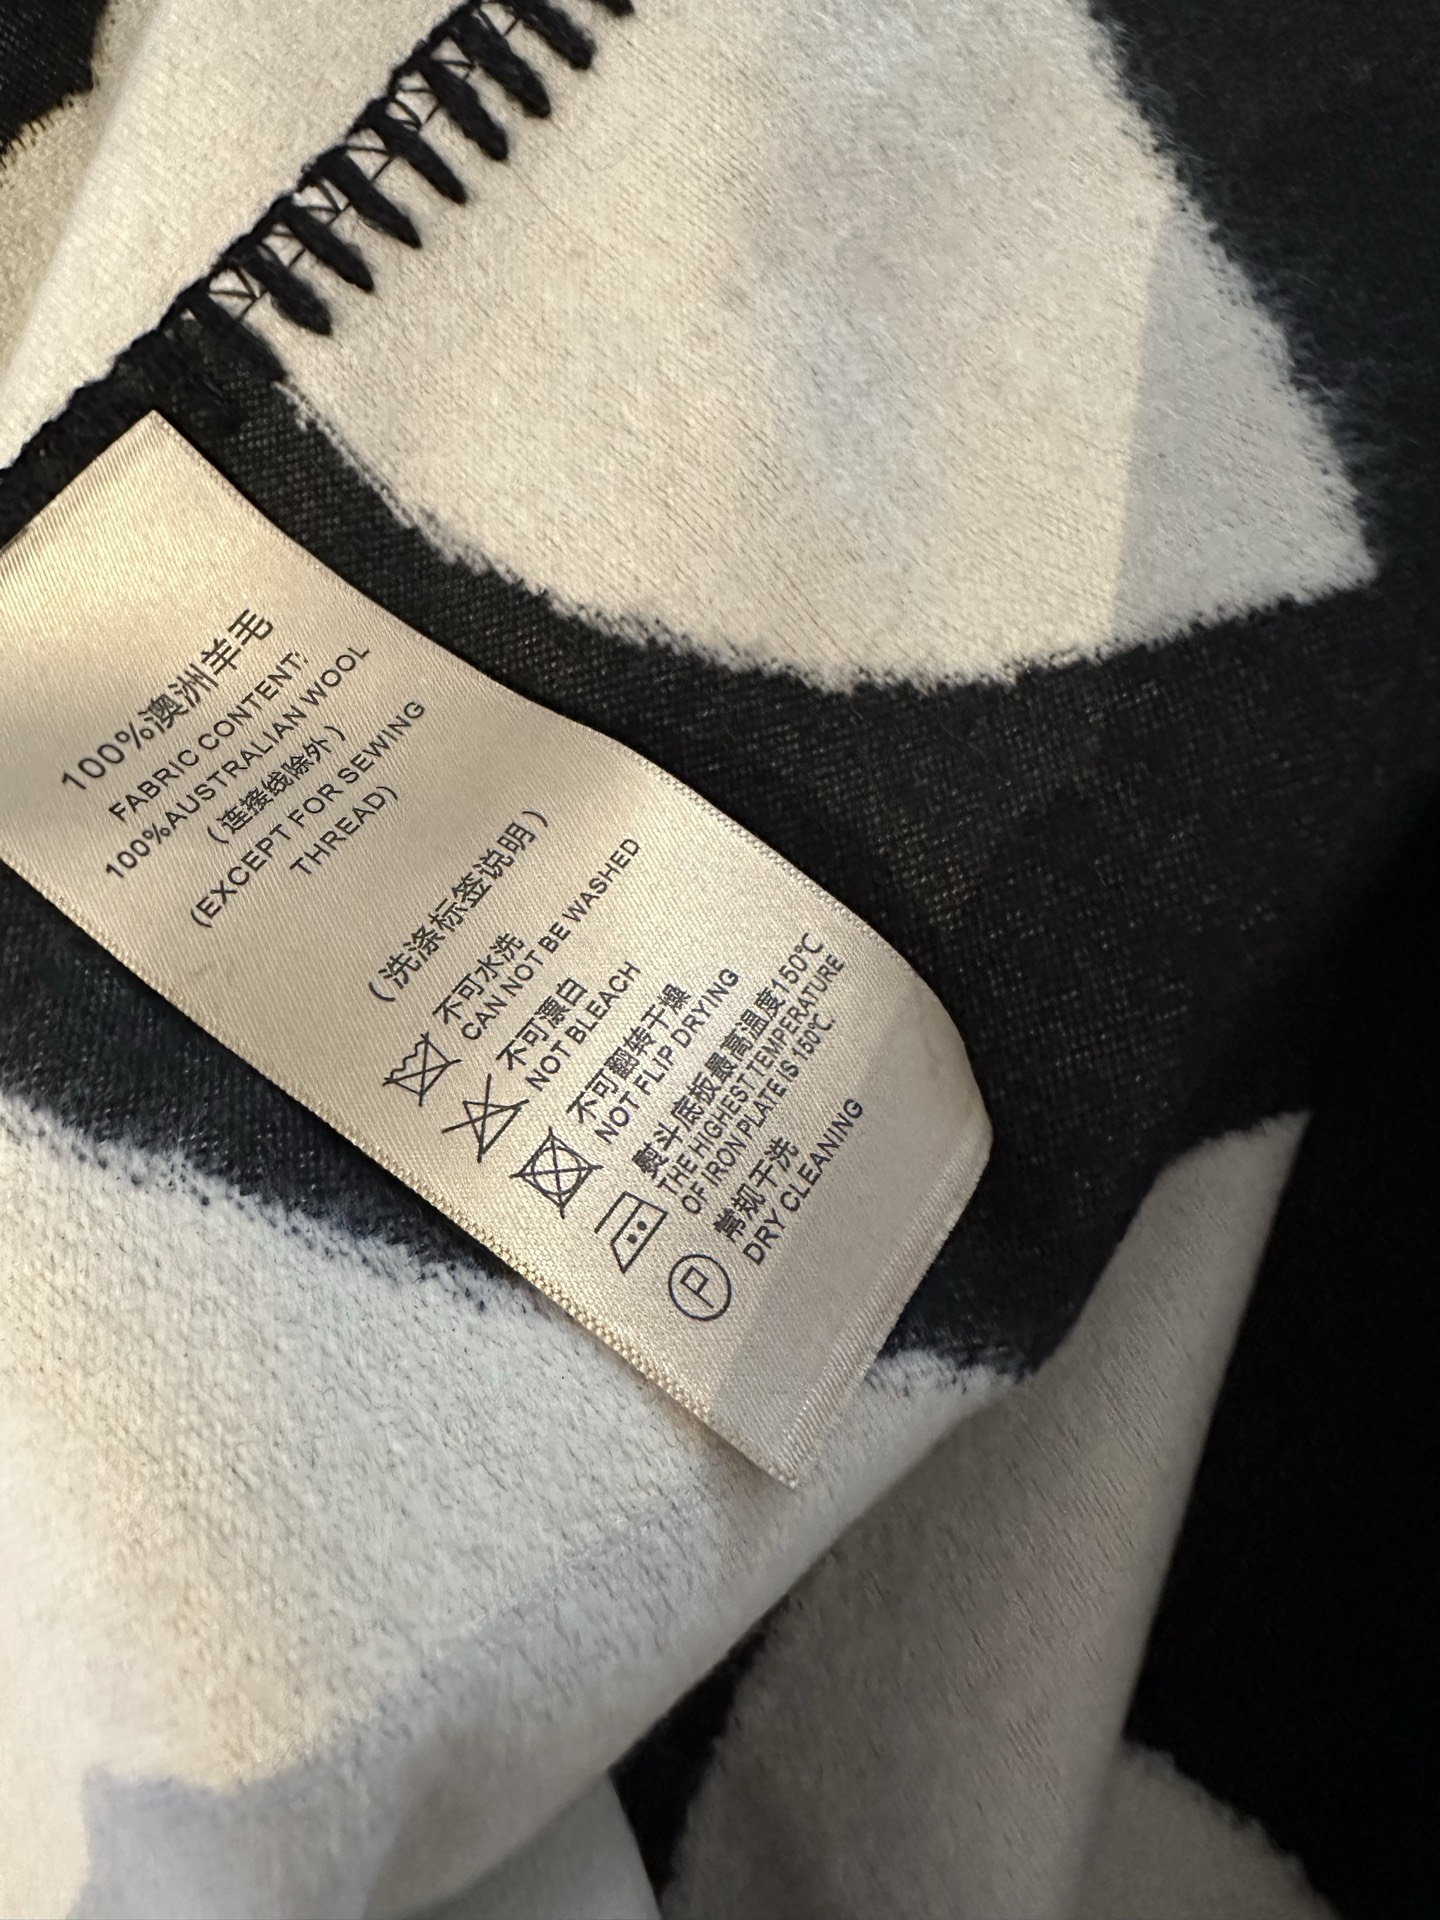 100%澳洲羊毛
FABRIC CONTENT:
100%AUSTRALIAN WOOL
(连接线除外)
(EXCEPT FOR SEWING
THREAD)
(洗涤标签说明)
不可水洗
CAN NOT BE WASHED
不可漂白
NOT BLEACH
不可翻转干燥
NOT FLIP DRYING
熨斗底板最高温度150℃
THE HIGHEST TEMPERATURE
OF IRON PLATE IS 150℃.
P
常规干洗
DRY CLEANING